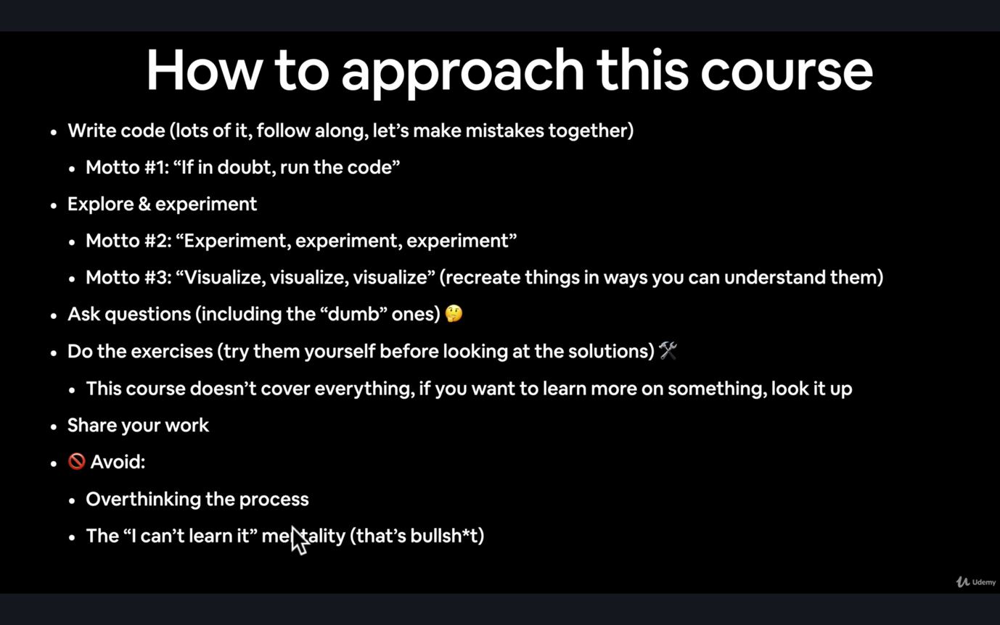 How to approach this course
• Write code (lots of it, follow along, let’s make mistakes together)
• Motto #1: “If in doubt, run the code”
• Explore & experiment
• Motto #2: “Experiment, experiment, experiment”
• Motto #3: “Visualize, visualize, visualize” (recreate things in ways you can understand them)
• Ask questions (including the “dumb” ones) 🤔
• Do the exercises (try them yourself before looking at the solutions) 🛠
• This course doesn’t cover everything, if you want to learn more on something, look it up
• Share your work
• 🚫 Avoid:
• Overthinking the process
• The “I can’t learn it” mentality (that’s bullsh*t)
Udemy